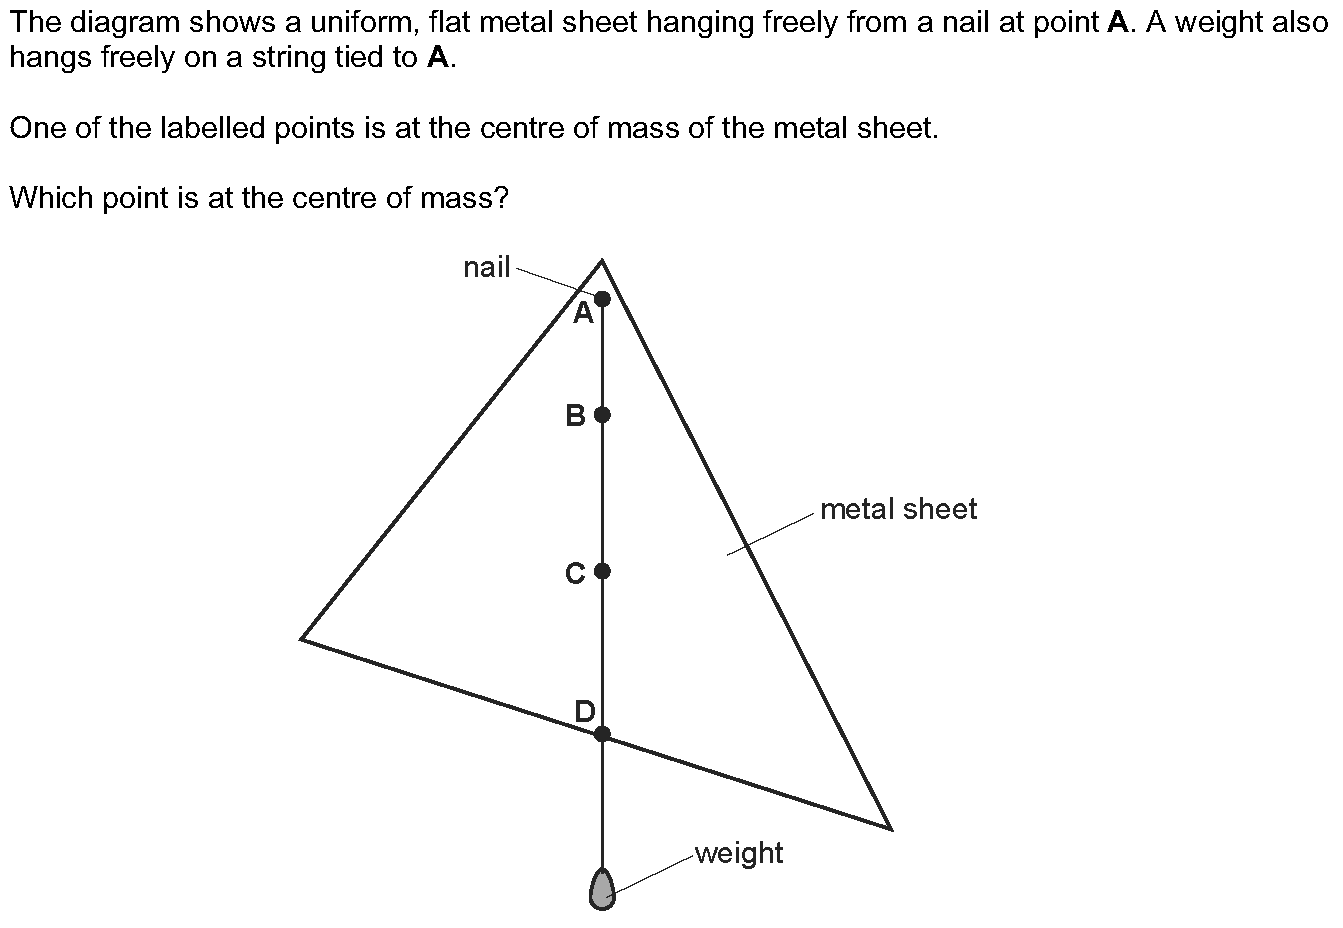 The diagram shows a uniform, flat metal sheet hanging freely from a nail at point A. A weight also
hangs freely on a string tied to A.
One of the labelled points is at the centre of mass of the metal sheet.
Which point is at the centre of mass?
nail
A
B
metal sheet
C
D
weight